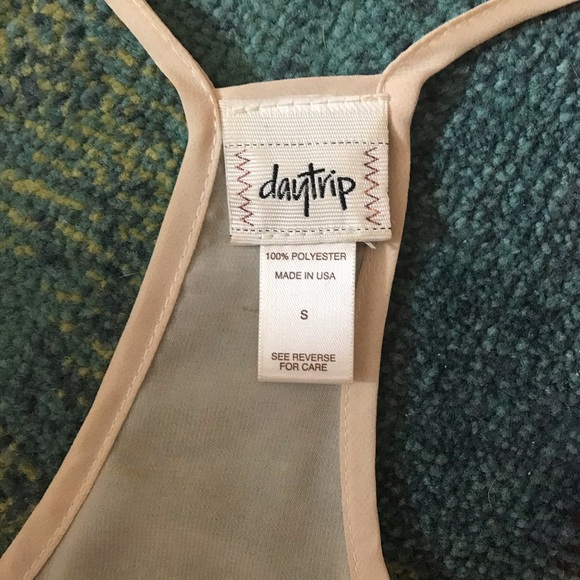 daytrip
100% POLYESTER
MADE IN USA
S
SEE REVERSE
FOR CARE